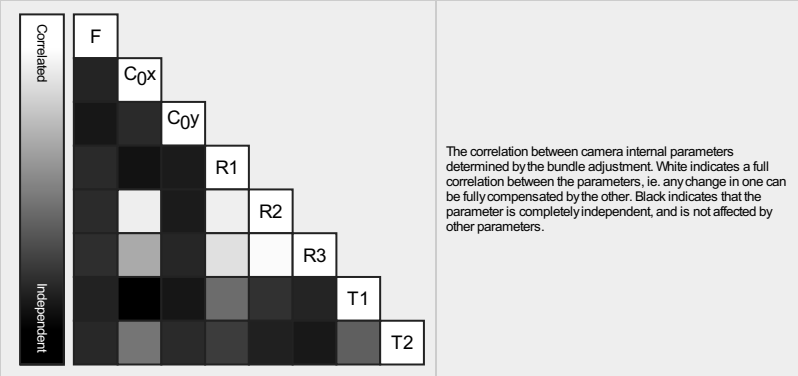 Correlated
Independent
F
C0x
C0y
R1
R2
R3
T1
T2
The correlation between camera internal parameters
determined by the bundle adjustment. White indicates a full
correlation between the parameters, ie. any change in one can
be fully compensated by the other. Black indicates that the
parameter is completely independent, and is not affected by
other parameters.